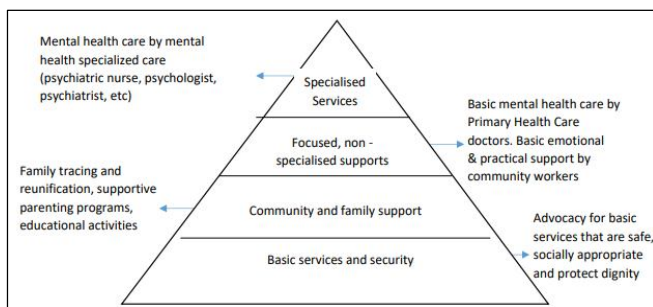 Mental health care by mental
health specialized care
(psychiatric nurse, psychologist,
psychiatrist, etc)
Specialised
Services
Basic mental health care by
Primary Health Care
doctors. Basic emotional
& practical support by
community workers
Focused, non -
specialised supports
Family tracing and
reunification, supportive
parenting programs,
educational activities
Community and family support
Advocacy for basic
services that are safe,
socially appropriate
and protect dignity
Basic services and security